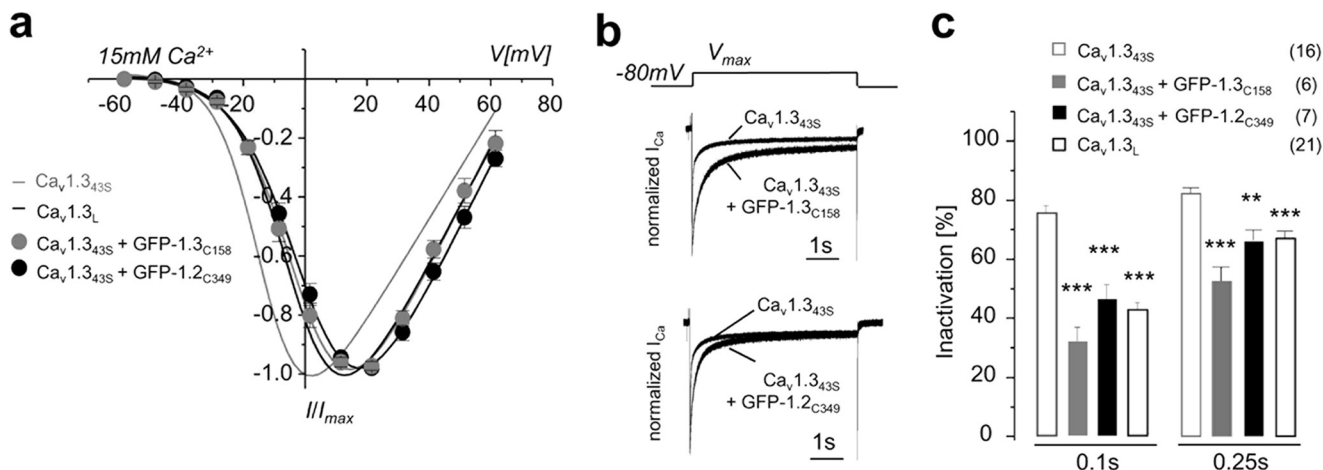 a
15mM Ca²⁺
V[mV]
-60 -40 -20 20 40 60 80
-0.2
-0.4
-0.6
-0.8
-1.0
I/Imax
Cav1.343S
Cav1.3L
Cav1.343S + GFP-1.3C158
Cav1.343S + GFP-1.2C349
b
Vmax
-80mV
normalized ICa
Cav1.343S
Cav1.343S
+ GFP-1.3C158
1s
normalized ICa
Cav1.343S
Cav1.343S
+ GFP-1.2C349
1s
c
Cav1.343S (16)
Cav1.343S + GFP-1.3C158 (6)
Cav1.343S + GFP-1.2C349 (7)
Cav1.3L (21)
Inactivation [%]
100
80
60
40
20
0
*** *** ***
*** ** ***
0.1s 0.25s